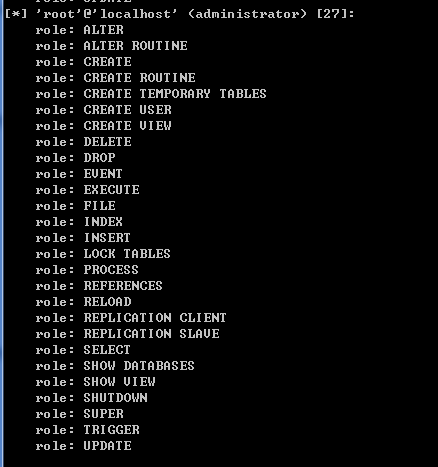 [*] 'root'@'localhost' (administrator) [27]:
role: ALTER
role: ALTER ROUTINE
role: CREATE
role: CREATE ROUTINE
role: CREATE TEMPORARY TABLES
role: CREATE USER
role: CREATE VIEW
role: DELETE
role: DROP
role: EVENT
role: EXECUTE
role: FILE
role: INDEX
role: INSERT
role: LOCK TABLES
role: PROCESS
role: REFERENCES
role: RELOAD
role: REPLICATION CLIENT
role: REPLICATION SLAVE
role: SELECT
role: SHOW DATABASES
role: SHOW VIEW
role: SHUTDOWN
role: SUPER
role: TRIGGER
role: UPDATE